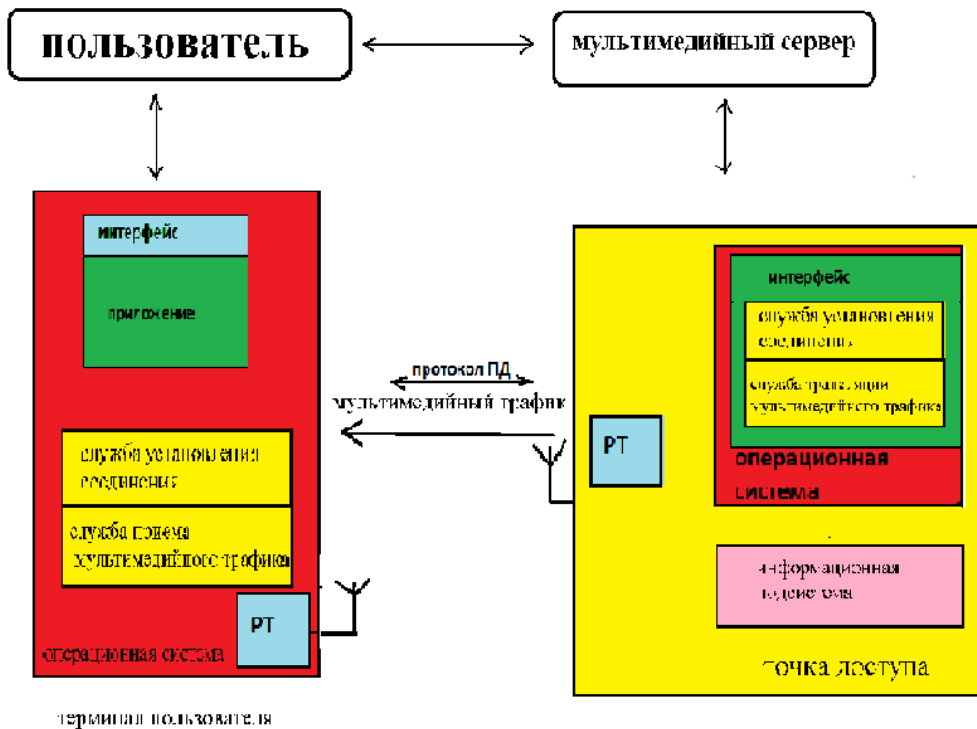 пользователь
мультимедийный сервер
интерфейс
приложение
служба установления
соединения
служба приема
мультимедийного трафика
РТ
операционная система
терминал пользователя
протокол ПД
мультимедийный трафик
РТ
интерфейс
служба установления
соединения
служба трансляции
мультимедийного трафика
операционная
система
информационная
подсистема
точка доступа